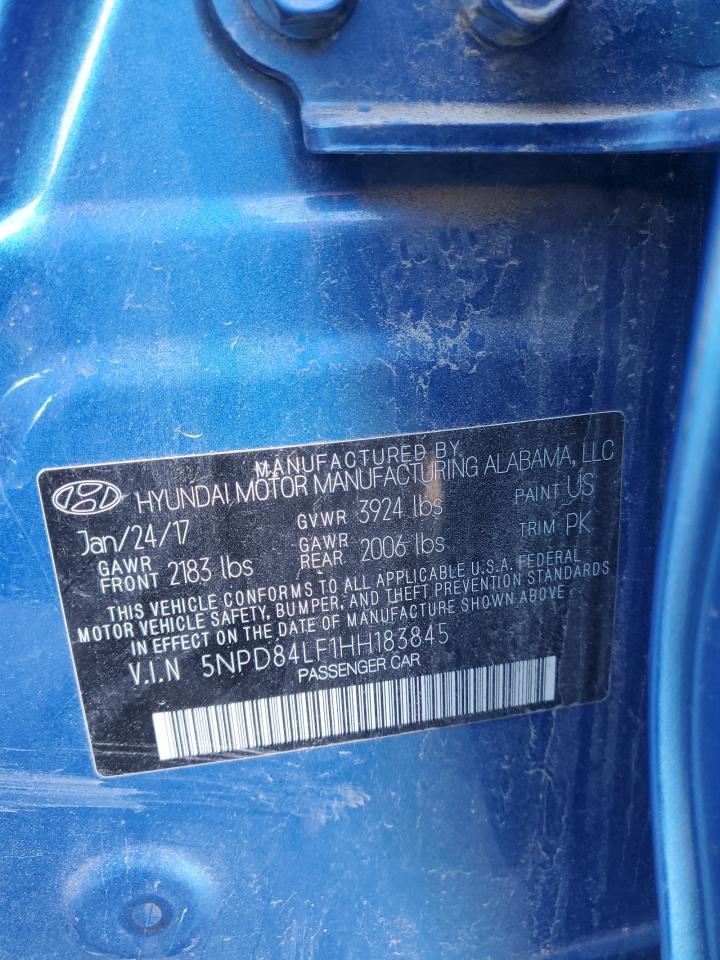 MANUFACTURED BY
HYUNDAI MOTOR MANUFACTURING ALABAMA, LLC
Jan/24/17 GVWR 3924 lbs PAINT US
GAWR FRONT 2183 lbs GAWR REAR 2006 lbs TRIM PK
THIS VEHICLE CONFORMS TO ALL APPLICABLE U.S.A. FEDERAL
MOTOR VEHICLE SAFETY, BUMPER, AND THEFT PREVENTION STANDARDS
IN EFFECT ON THE DATE OF MANUFACTURE SHOWN ABOVE
V.I.N 5NPD84LF1HH183845
PASSENGER CAR